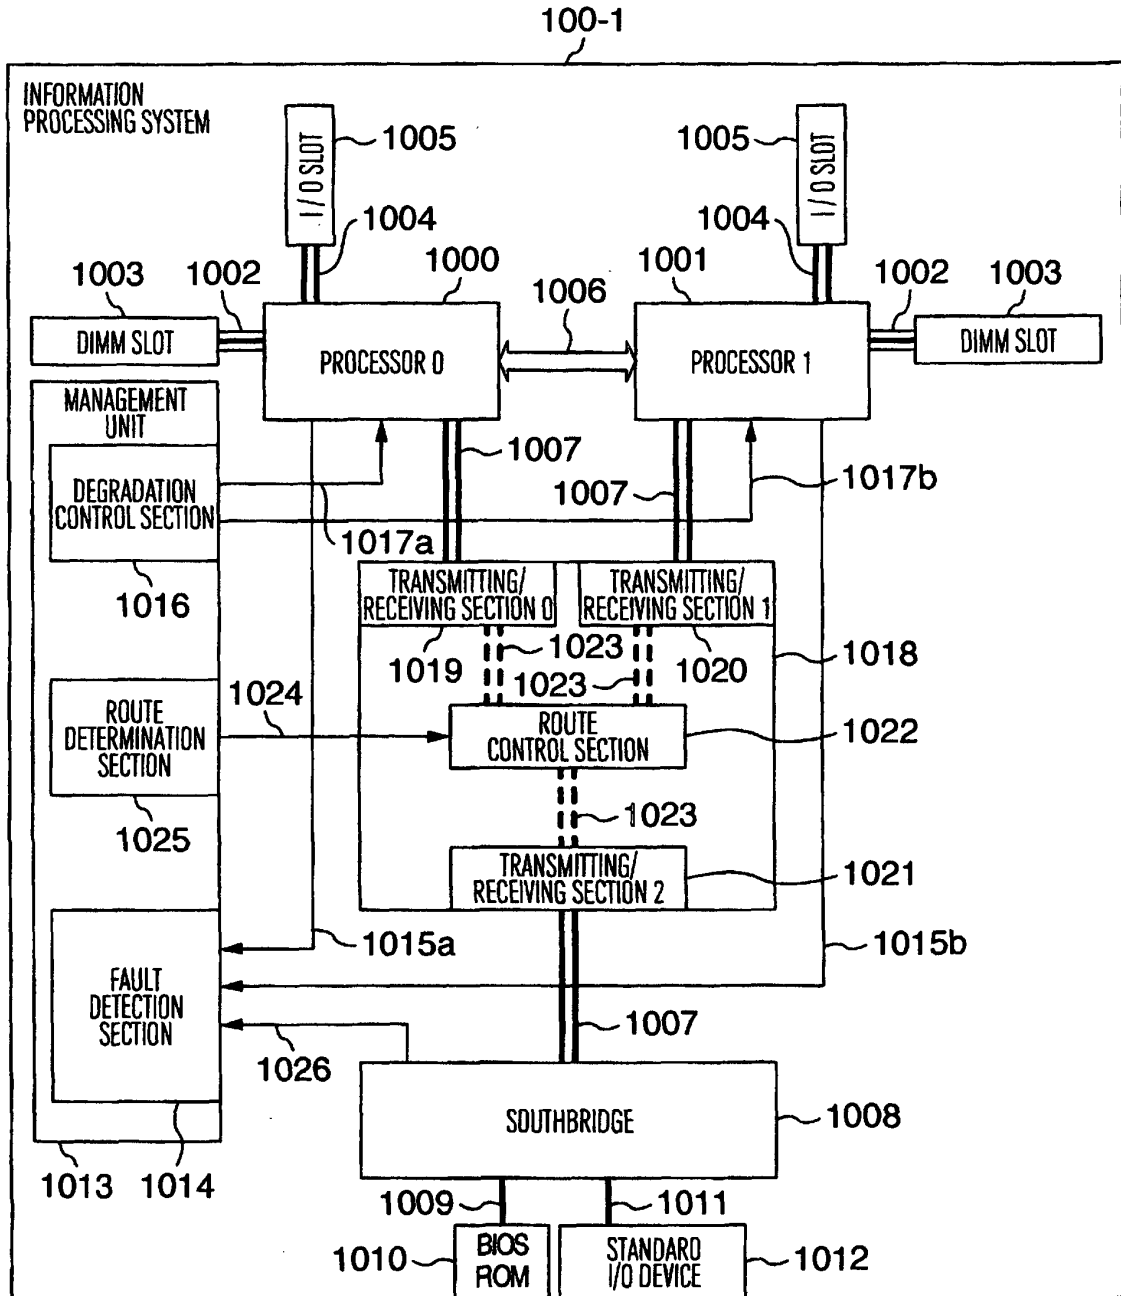 100-1
INFORMATION
PROCESSING SYSTEM
I/O SLOT
1005
1005
I/O SLOT
1004
1004
1003
1002
1000
1001
1002
1003
1006
DIMM SLOT
PROCESSOR 0
PROCESSOR 1
DIMM SLOT
MANAGEMENT
UNIT
1007
1007
1017b
DEGRADATION
CONTROL SECTION
1017a
1016
TRANSMITTING/
RECEIVING SECTION 0
TRANSMITTING/
RECEIVING SECTION 1
1019
1023
1023
1020
1018
1024
ROUTE
DETERMINATION
SECTION
ROUTE
CONTROL SECTION
1022
1025
1023
TRANSMITTING/
RECEIVING SECTION 2
1021
1015a
1015b
FAULT
DETECTION
SECTION
1026
1007
SOUTHBRIDGE
1008
1013
1014
1009
1011
1010
BIOS
ROM
STANDARD
I/O DEVICE
1012